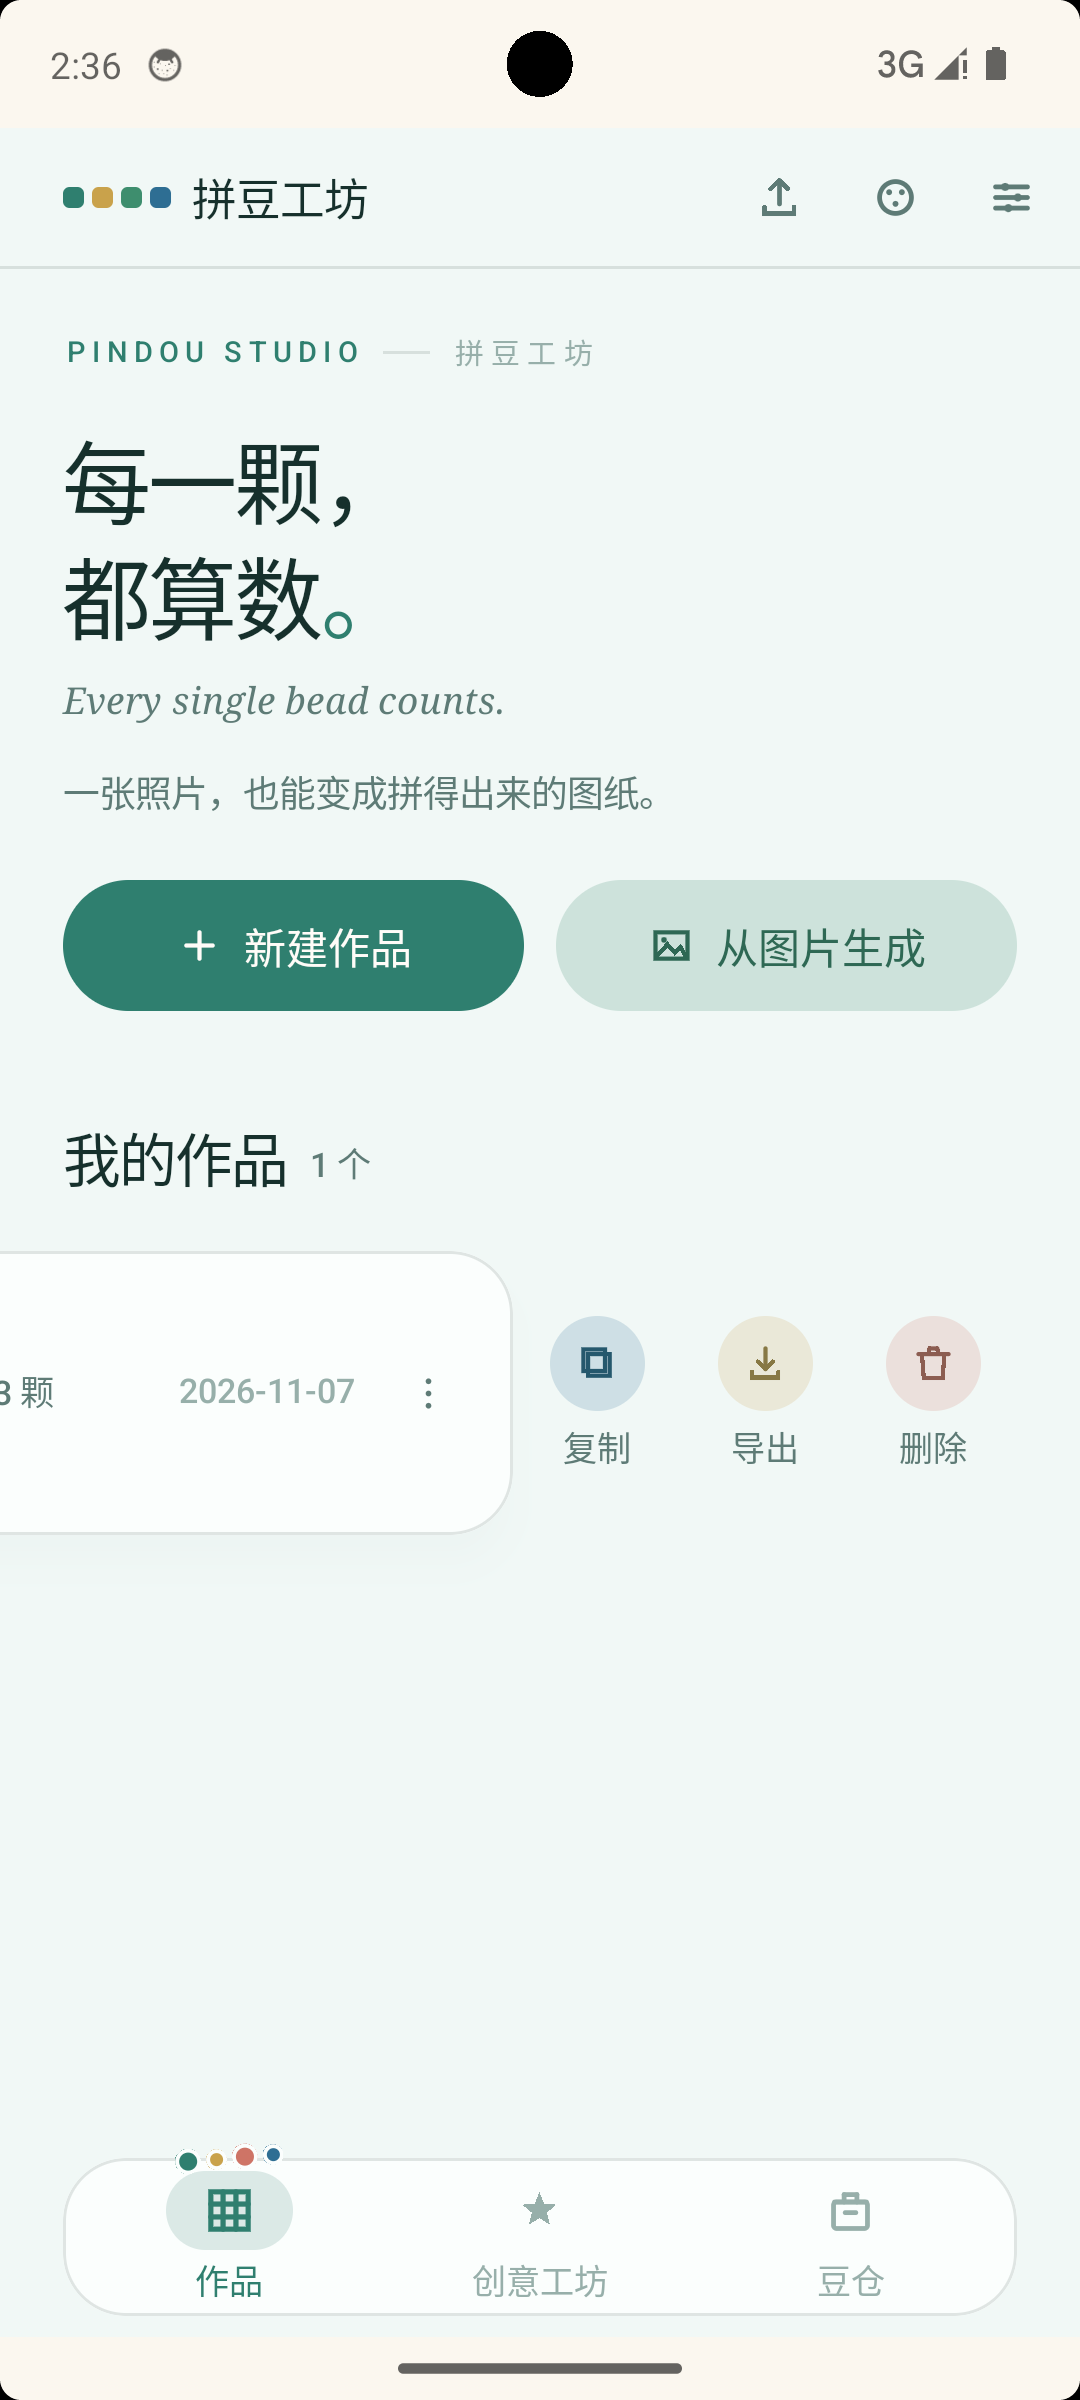 2:36
3G
拼豆工坊
PINDOU STUDIO — 拼豆工坊
每一颗，
都算数。
Every single bead counts.
一张照片，也能变成拼得出来的图纸。
新建作品
从图片生成
我的作品 1 个
颗 2026-11-07
复制 导出 删除
作品 创意工坊 豆仓